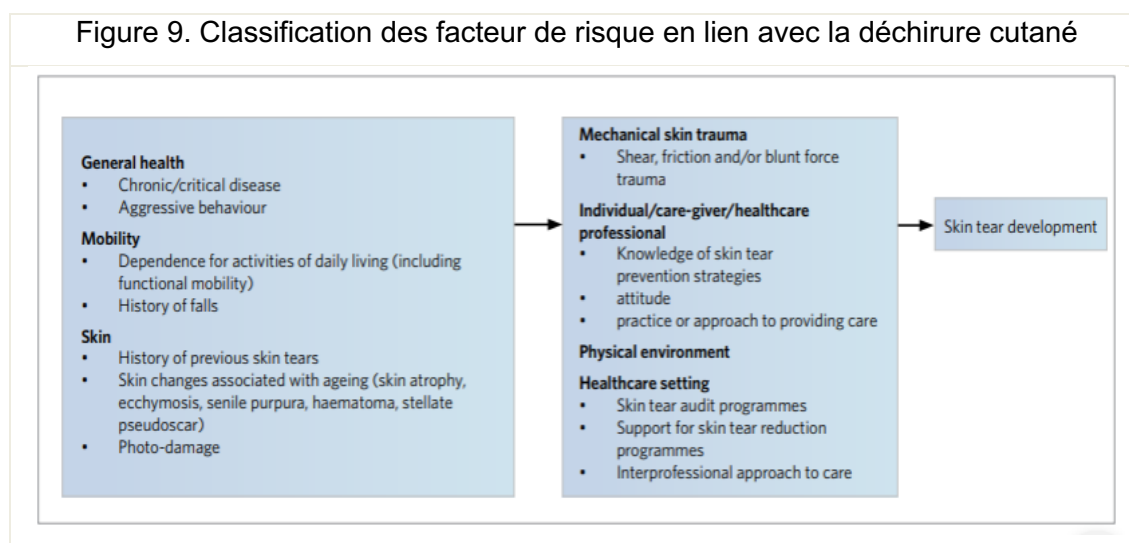 Figure 9. Classification des facteur de risque en lien avec la déchirure cutané
General health
• Chronic/critical disease
• Aggressive behaviour
Mobility
• Dependence for activities of daily living (including
functional mobility)
• History of falls
Skin
• History of previous skin tears
• Skin changes associated with ageing (skin atrophy,
ecchymosis, senile purpura, haematoma, stellate
pseudoscar)
• Photo-damage
Mechanical skin trauma
• Shear, friction and/or blunt force
trauma
Individual/care-giver/healthcare
professional
• Knowledge of skin tear
prevention strategies
• attitude
• practice or approach to providing care
Physical environment
Healthcare setting
• Skin tear audit programmes
• Support for skin tear reduction
programmes
• Interprofessional approach to care
Skin tear development